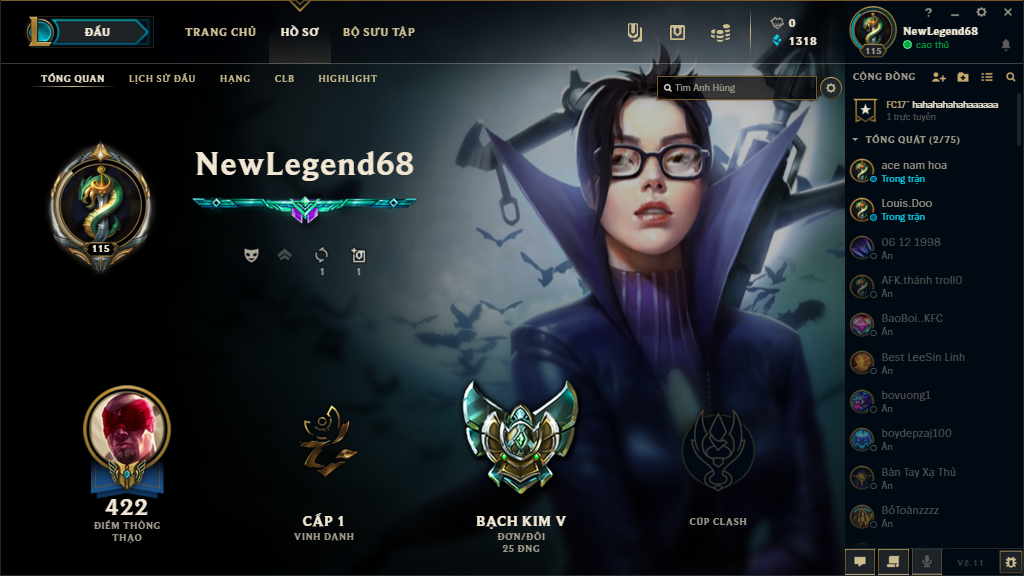 ĐẤU
TRANG CHỦ
HỒ SƠ
BỘ SƯU TẬP
0
1318
115
NewLegend68
cao thủ
TỔNG QUAN
LỊCH SỬ ĐẤU
HẠNG
CLB
HIGHLIGHT
Tìm Anh Hùng
NewLegend68
115
1
1
422
ĐIỂM THÔNG
THẠO
CẤP 1
VINH DANH
BẠCH KIM V
ĐƠN/ĐÔI
25 ĐNG
CÚP CLASH
CỘNG ĐỒNG
FC17ˆ hahahahahahaaaaaa
1 trực tuyến
TỔNG QUÁT (2/75)
ace nam hoa
Trong trận
Louis.Doo
Trong trận
06 12 1998
Ẩn
AFK.thánh troll0
Ẩn
BaoBoi..KFC
Ẩn
Best LeeSin Linh
Ẩn
bovuong1
Ẩn
boydepzaj100
Ẩn
Bàn Tay Xạ Thủ
Ẩn
BốToànzzzz
Ẩn
V8.11